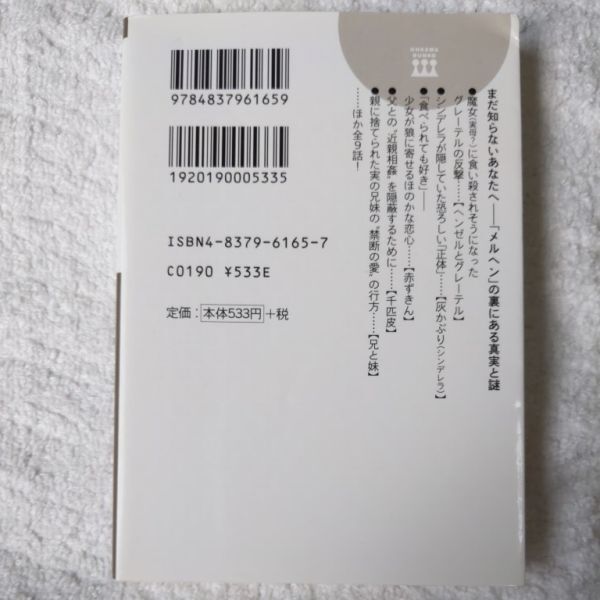 OUKAMA
BUNKO
まだ知らないあなたへ——「メルヘン」の裏にある真実と謎
●魔女(実母？)に食い殺されそうになった
グレーテルの反撃……【ヘンゼルとグレーテル】
●シンデレラが隠していた恐ろしい「正体」……【灰かぶり(シンデレラ)】
●「食べられても好き」——
少女が狼に寄せるほのかな恋心……【赤ずきん】
●父との〝近親相姦〟を隠蔽するために……【千匹皮】
●親に捨てられた実の兄妹の〝禁断の愛〟の行方……【兄と妹】
……ほか全9話！
9784837961659
1920190005335
ISBN4-8379-6165-7
C0190 ¥533E
定価：本体533円+税